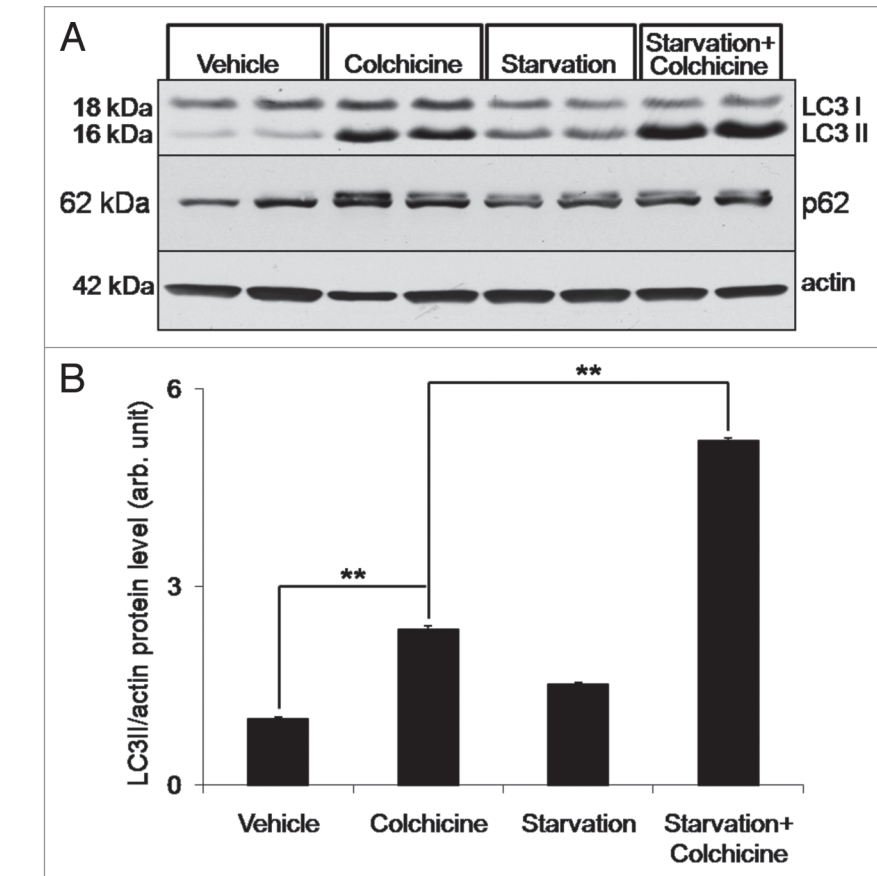 A
Vehicle
Colchicine
Starvation
Starvation+
Colchicine
18 kDa
LC3 I
16 kDa
LC3 II
62 kDa
p62
42 kDa
actin
B
LC3II/actin protein level (arb. unit)
6
3
0
**
**
Vehicle
Colchicine
Starvation
Starvation+
Colchicine